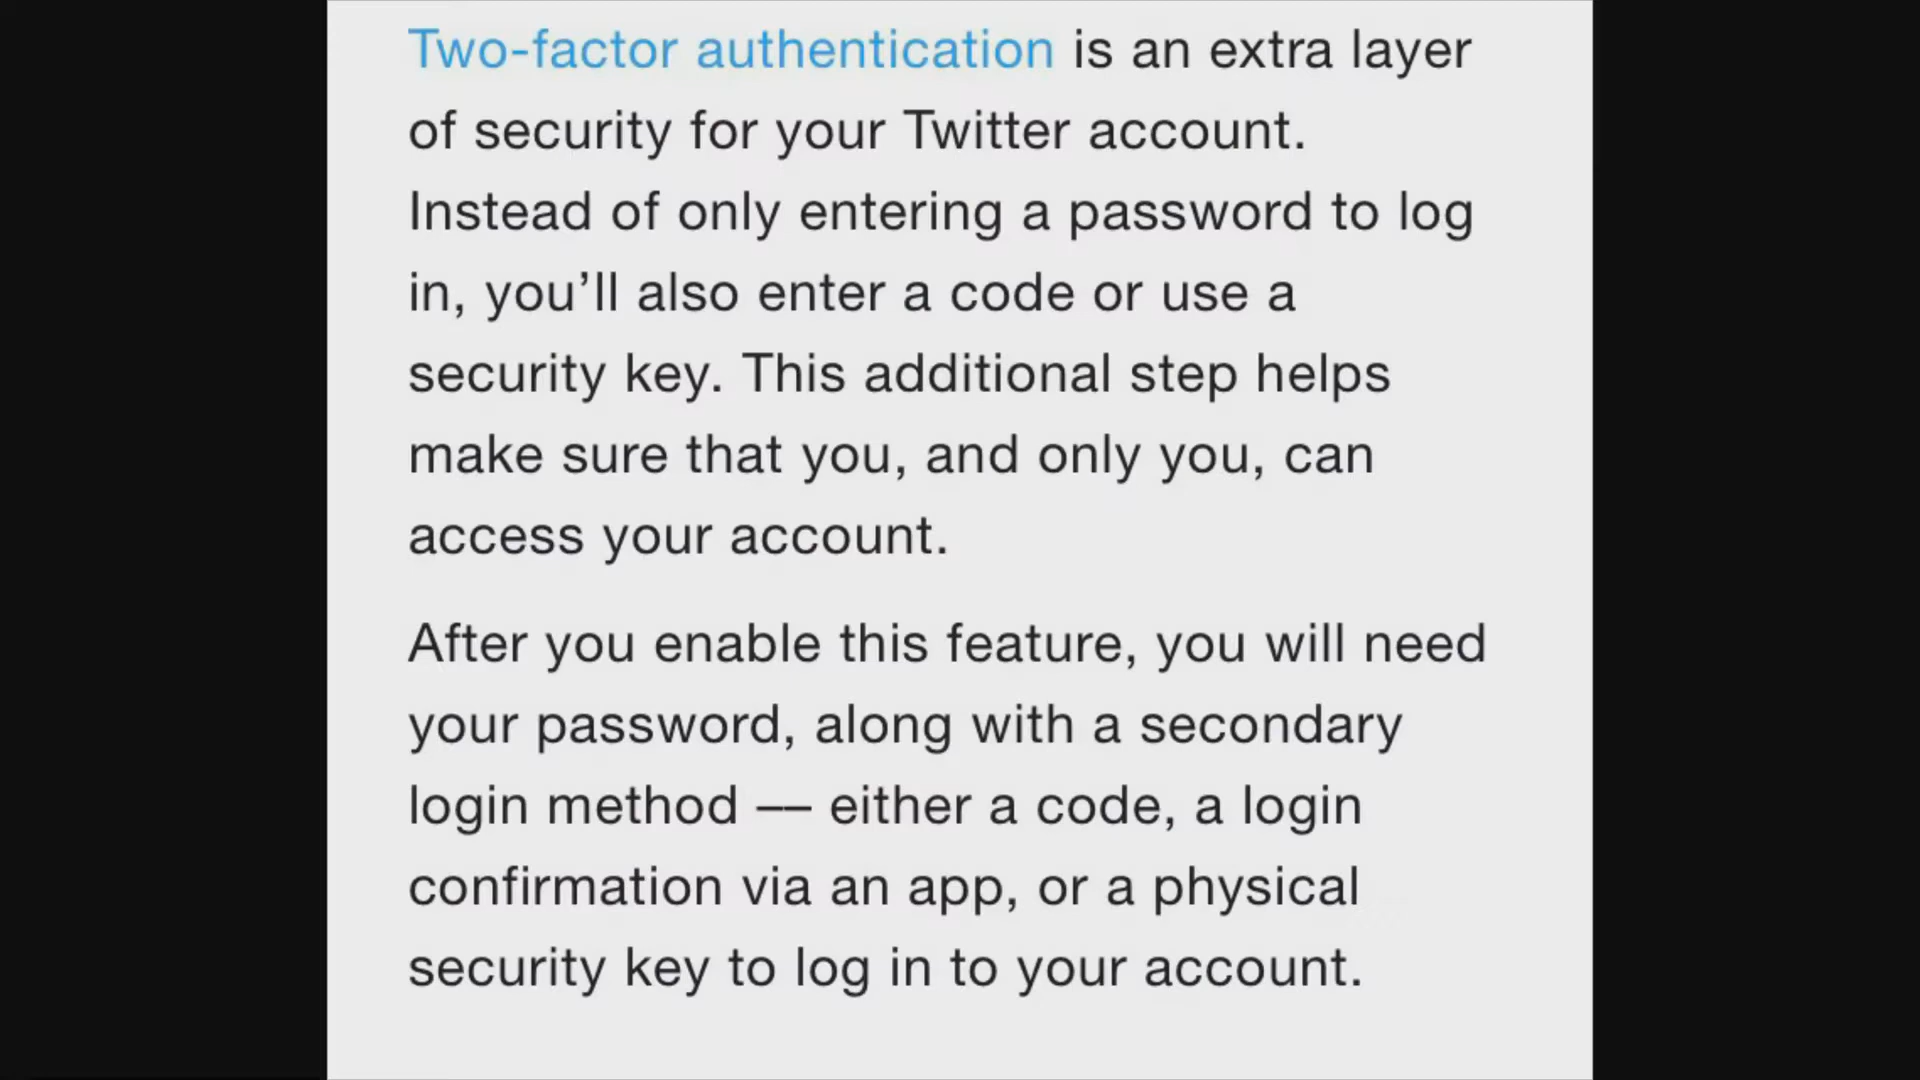 Two-factor authentication is an extra layer
of security for your Twitter account.
Instead of only entering a password to log
in, you’ll also enter a code or use a
security key. This additional step helps
make sure that you, and only you, can
access your account.
After you enable this feature, you will need
your password, along with a secondary
login method –– either a code, a login
confirmation via an app, or a physical
security key to log in to your account.